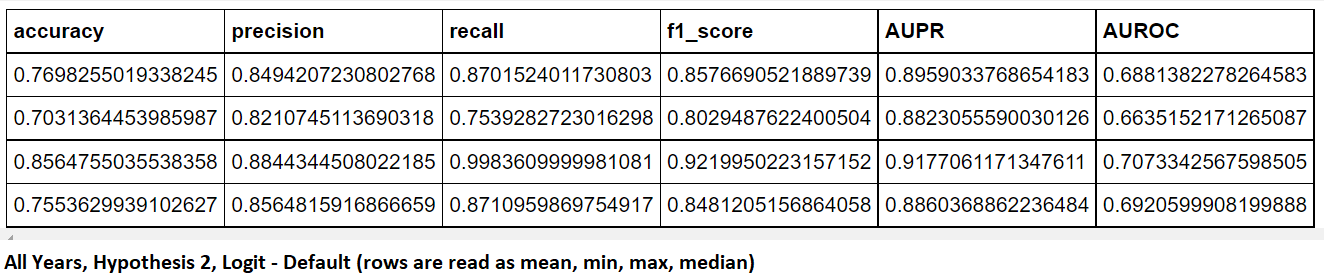 accuracy precision recall f1_score AUPR AUROC
0.7698255019338245 0.8494207230802768 0.8701524011730803 0.8576690521889739 0.8959033768654183 0.6881382278264583
0.7031364453985987 0.8210745113690318 0.7539282723016298 0.8029487622400504 0.8823055590030126 0.6635152171265087
0.8564755035538358 0.8844344508022185 0.9983609999981081 0.9219950223157152 0.9177061171347611 0.7073342567598505
0.7553629939102627 0.8564815916866659 0.8710959869754917 0.8481205156864058 0.8860368862236484 0.6920599908199888
All Years, Hypothesis 2, Logit - Default (rows are read as mean, min, max, median)